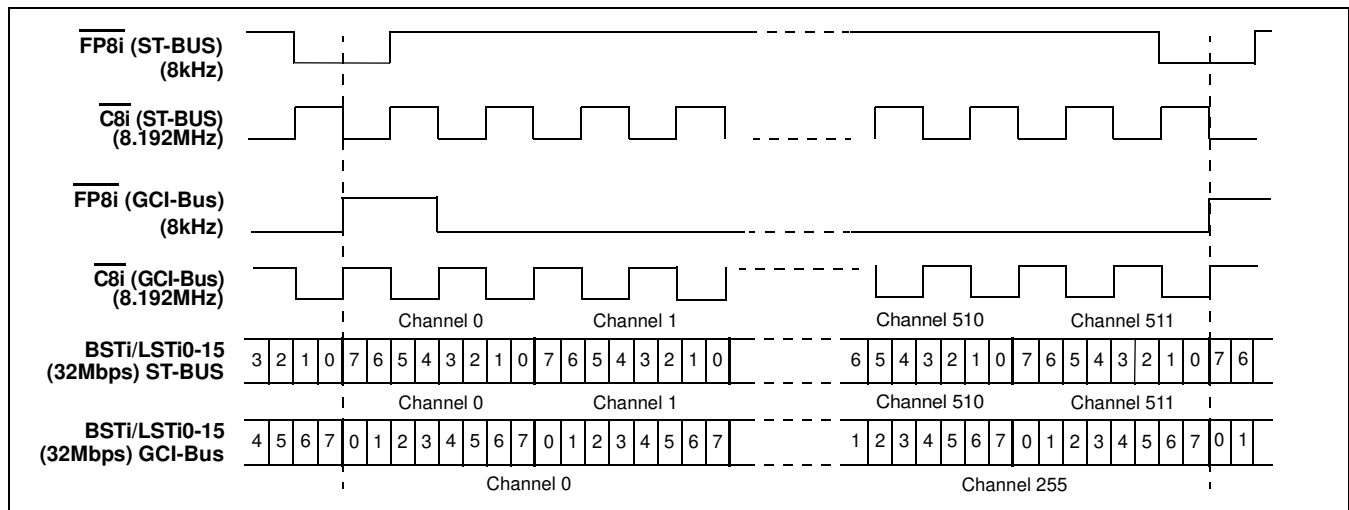 FP8i (ST-BUS)
(8kHz)
C8i (ST-BUS)
(8.192MHz)
FP8i (GCI-Bus)
(8kHz)
C8i (GCI-Bus)
(8.192MHz)
Channel 0 Channel 1 Channel 510 Channel 511
BSTi/LSTi0-15
(32Mbps) ST-BUS
3 2 1 0 7 6 5 4 3 2 1 0 7 6 5 4 3 2 1 0 6 5 4 3 2 1 0 7 6 5 4 3 2 1 0 7 6
Channel 0 Channel 1 Channel 510 Channel 511
BSTi/LSTi0-15
(32Mbps) GCI-Bus
4 5 6 7 0 1 2 3 4 5 6 7 0 1 2 3 4 5 6 7 1 2 3 4 5 6 7 0 1 2 3 4 5 6 7 0 1
Channel 0 Channel 255